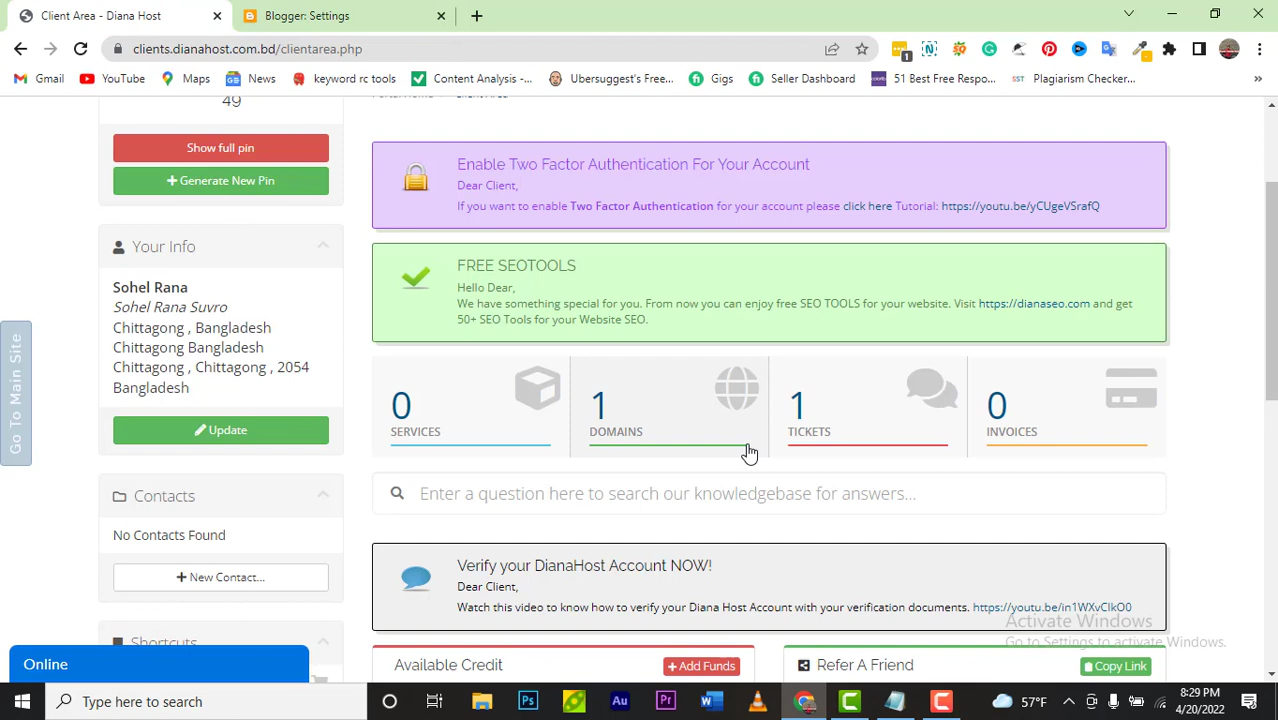 Client Area - Diana Host
Blogger: Settings
clients.dianahost.com.bd/clientarea.php
1
Gmail
YouTube
Maps
News
keyword rc tools
Content Analysis -...
Ubersuggest's Free...
Gigs
Seller Dashboard
51 Best Free Respo...
SST
Plagiarism Checker...
»
49
Show full pin
Generate New Pin
Your Info
Sohel Rana
Sohel Rana Suvro
Chittagong , Bangladesh
Chittagong Bangladesh
Chittagong , Chittagong , 2054
Bangladesh
Update
Contacts
No Contacts Found
New Contact...
Shortcuts
Go To Main Site
Online
Enable Two Factor Authentication For Your Account
Dear Client,
If you want to enable Two Factor Authentication for your account please click here Tutorial: https://youtu.be/yCUgeVSrafQ
FREE SEOTOOLS
Hello Dear,
We have something special for you. From now you can enjoy free SEO TOOLS for your website. Visit https://dianaseo.com and get
50+ SEO Tools for your Website SEO.
0
SERVICES
1
DOMAINS
1
TICKETS
0
INVOICES
Enter a question here to search our knowledgebase for answers...
Verify your DianaHost Account NOW!
Dear Client,
Watch this video to know how to verify your Diana Host Account with your verification documents. https://youtu.be/in1WXvClkO0
Activate Windows
Go to Settings to activate Windows.
Available Credit
Add Funds
Refer A Friend
Copy Link
Type here to search
Ps
Au
Pr
57°F
8:29 PM
4/20/2022